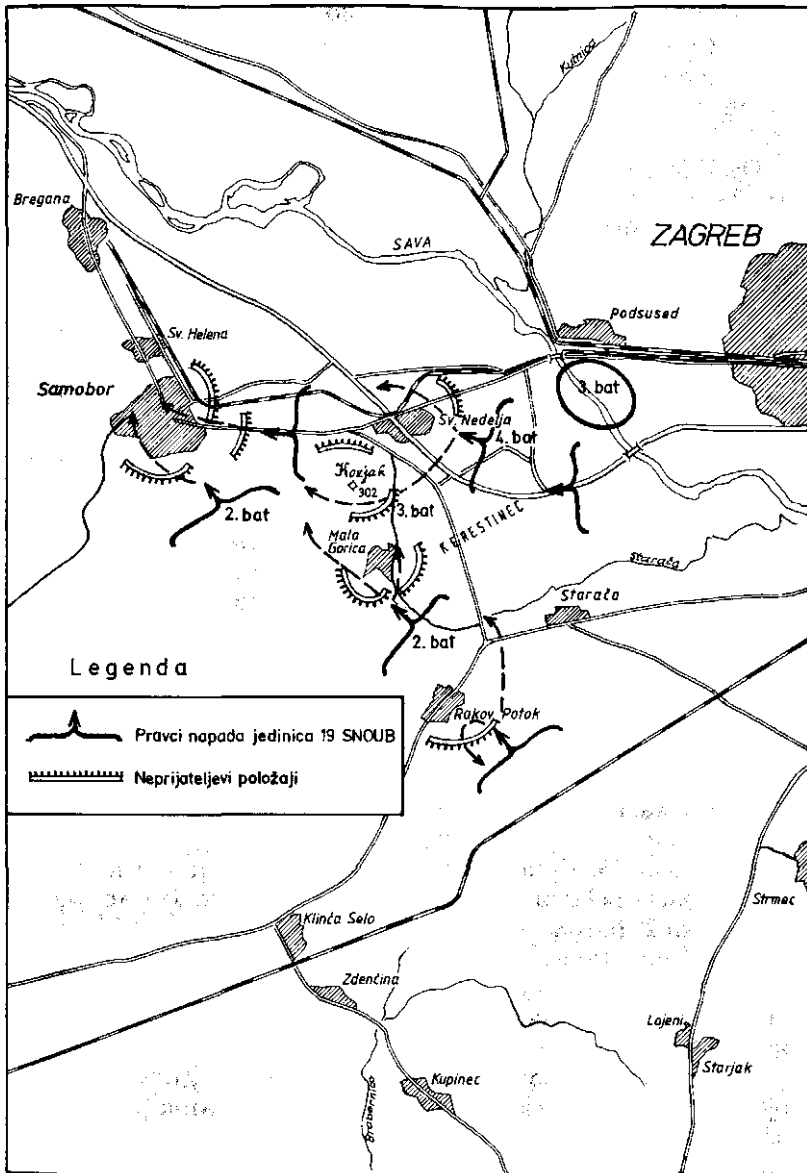 Kutnica
Bregana
SAVA
ZAGREB
Podsused
Sv. Helena
Samobor
3. bat
Sv. Nedelja
4. bat
Kozjak
302
2. bat
3. bat
KERESTINEC
Mala
Gorica
Starača
Starača
2. bat
Legenda
Rakov Potok
Pravci napada jedinica 19 SNOUB
Neprijateljevi položaji
Strmec
Klinča Selo
Zdenčina
Lojeni
Starjak
Kupinec
Brabernica